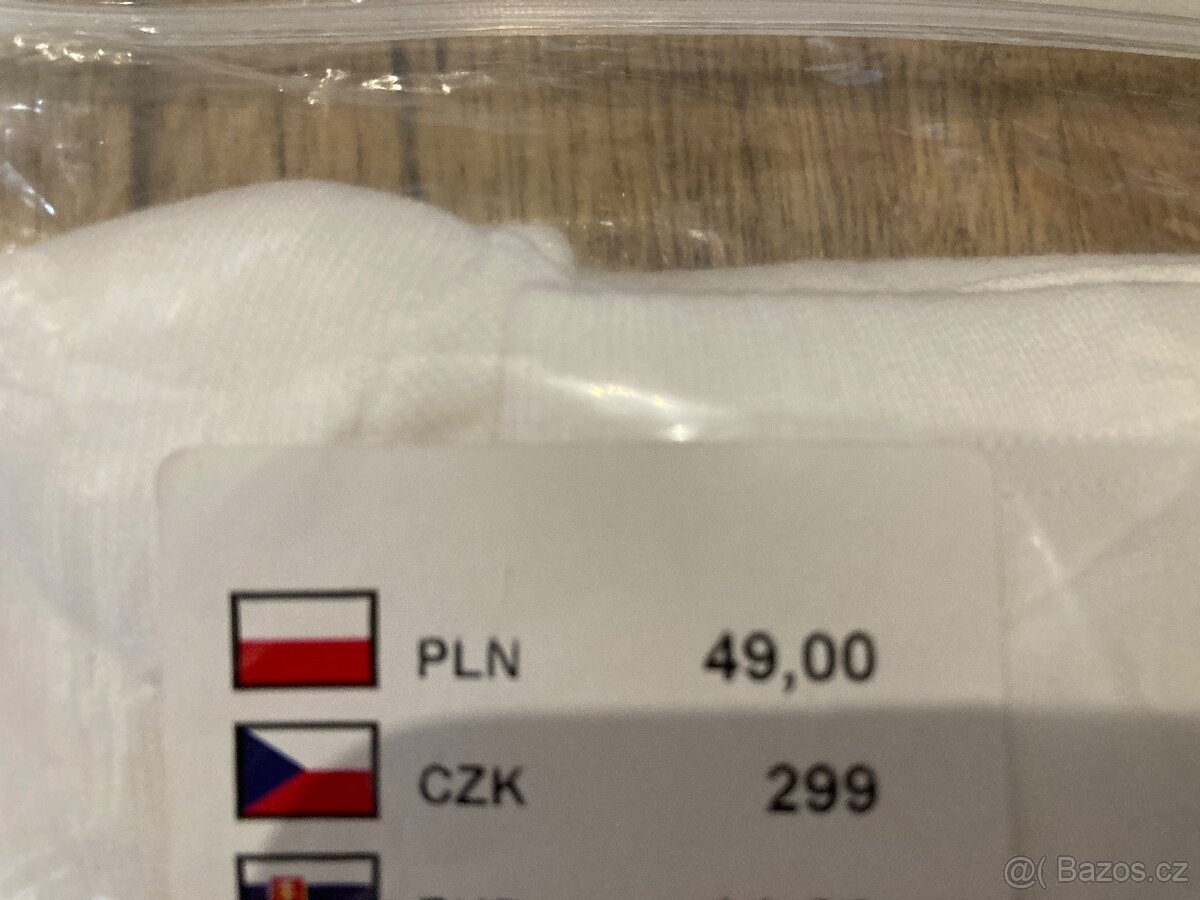 PLN 49,00
CZK 299
@( Bazos.cz